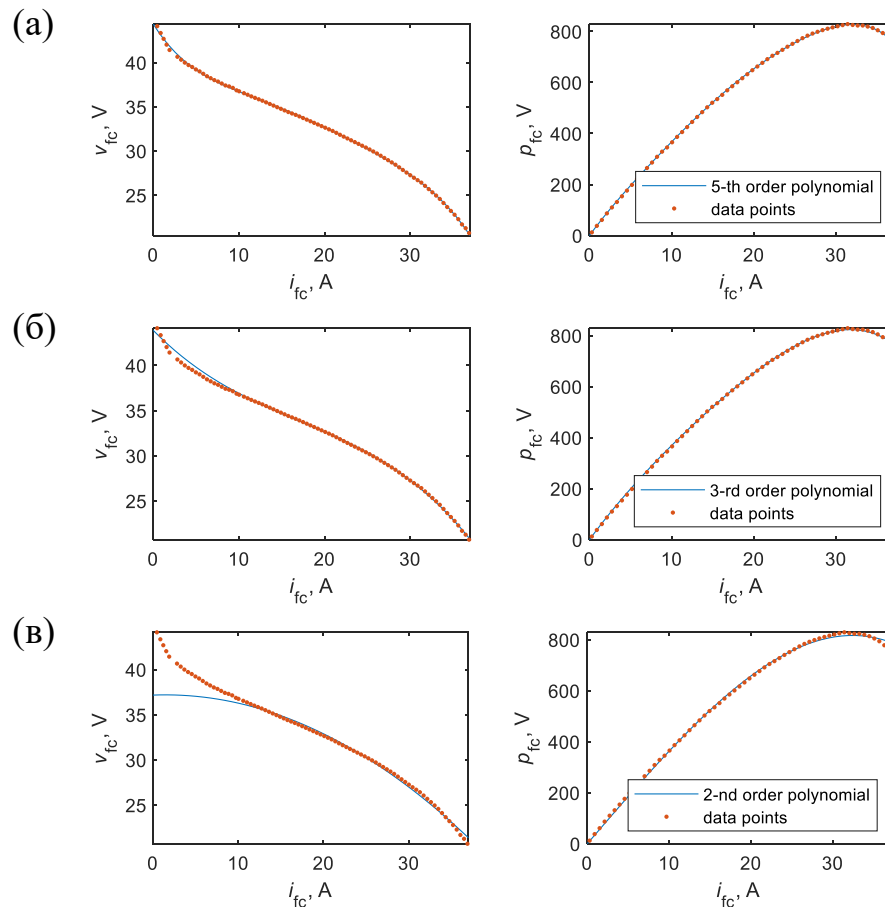 (а)
40
35
30
25
v_fc, V
0 10 20 30
i_fc, A
800
600
400
200
0
p_fc, V
5-th order polynomial
data points
0 10 20 30
i_fc, A
(б)
40
35
30
25
v_fc, V
0 10 20 30
i_fc, A
800
600
400
200
0
p_fc, V
3-rd order polynomial
data points
0 10 20 30
i_fc, A
(в)
40
35
30
25
v_fc, V
0 10 20 30
i_fc, A
800
600
400
200
0
p_fc, V
2-nd order polynomial
data points
0 10 20 30
i_fc, A